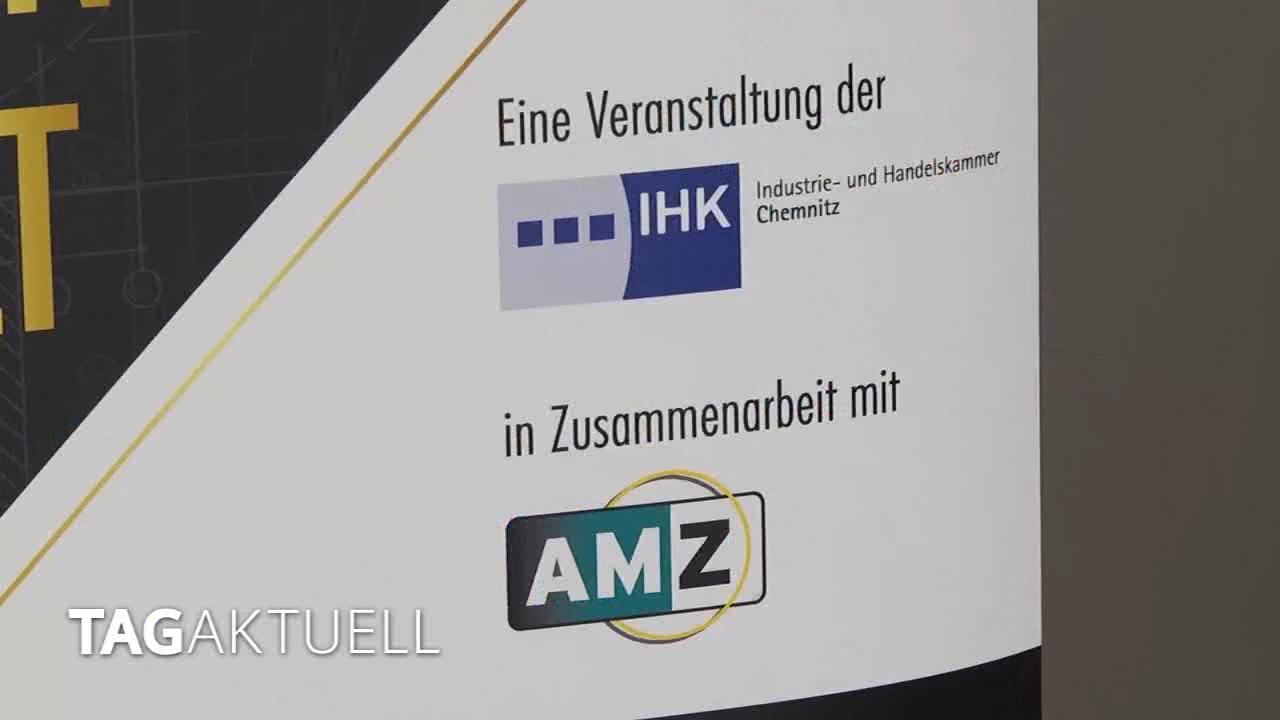 Eine Veranstaltung der
IHK
Industrie- und Handelskammer
Chemnitz
in Zusammenarbeit mit
AMZ
TAGAKTUELL